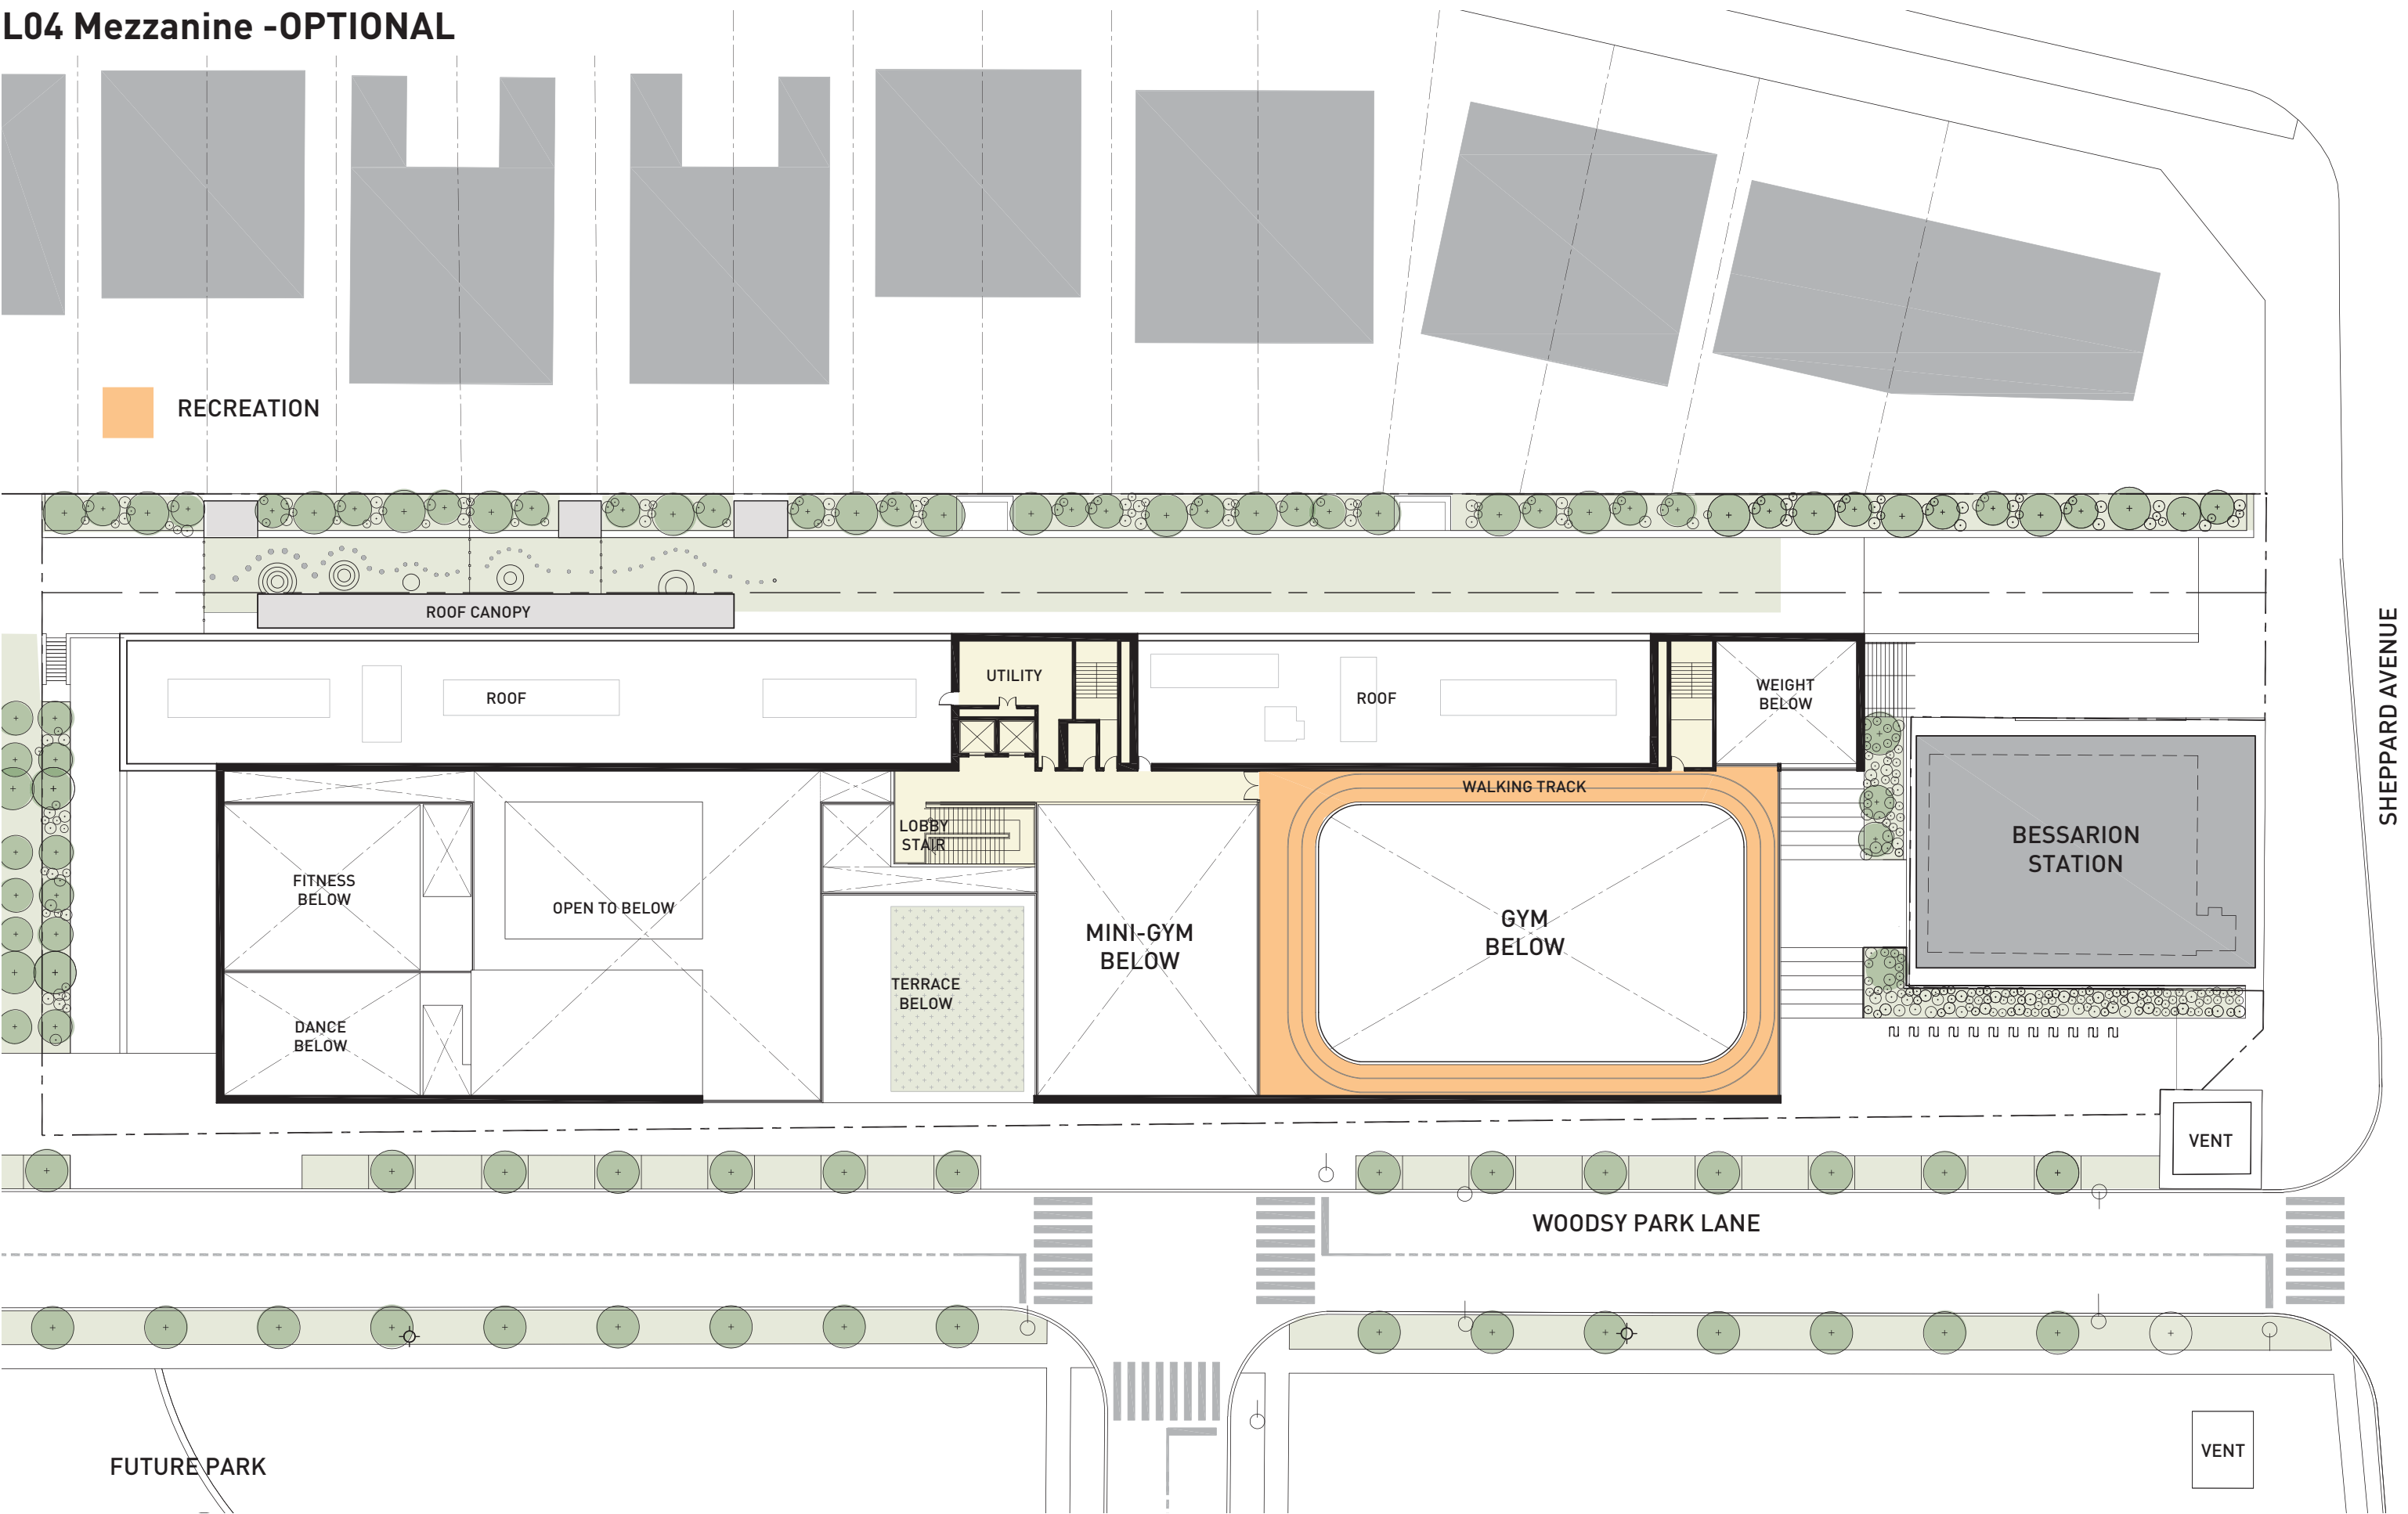 L04 Mezzanine -OPTIONAL
RECREATION
ROOF CANOPY
UTILITY
ROOF
ROOF
WEIGHT
BELOW
WALKING TRACK
LOBBY
STAIR
FITNESS
BELOW
OPEN TO BELOW
MINI-GYM
BELOW
GYM
BELOW
TERRACE
BELOW
DANCE
BELOW
BESSARION
STATION
SHEPPARD AVENUE
VENT
WOODSY PARK LANE
FUTURE PARK
VENT